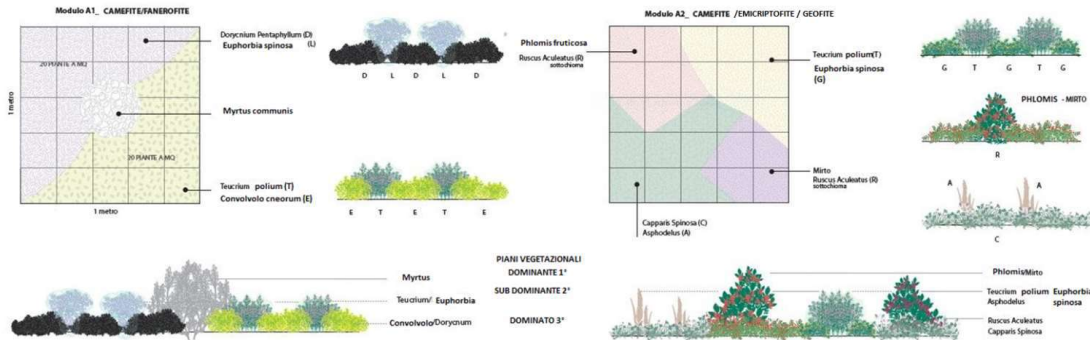 Modulo A1_ CAMEFITE/FANEROFITE
20 PIANTE A MQ
1 metro
20 PIANTE A MQ
1 metro
Dorycnium Pentaphyllum (D)
Euphorbia spinosa (L)
Myrtus communis
Teucrium polium (T)
Convolvolo cneorum (E)
D L D L D
E T E T E
Modulo A2_ CAMEFITE /EMICRIPTOFITE / GEOFITE
Phlomis fruticosa
Ruscus Aculeatus (R)
sottochioma
Teucrium polium(T)
Euphorbia spinosa
(G)
Mirto
Ruscus Aculeatus (R)
sottochioma
Capparis Spinosa (C)
Asphodelus (A)
G T G T G
PHLOMIS - MIRTO
R
A A
C
Myrtus
Teucrium/ Euphorbia
Convolvolo/Dorycnum
PIANI VEGETAZIONALI
DOMINANTE 1°
SUB DOMINANTE 2°
DOMINATO 3°
Phlomis/Mirto
Teucrium polium Euphorbia
Asphodelus spinosa
Ruscus Aculeatus
Capparis Spinosa